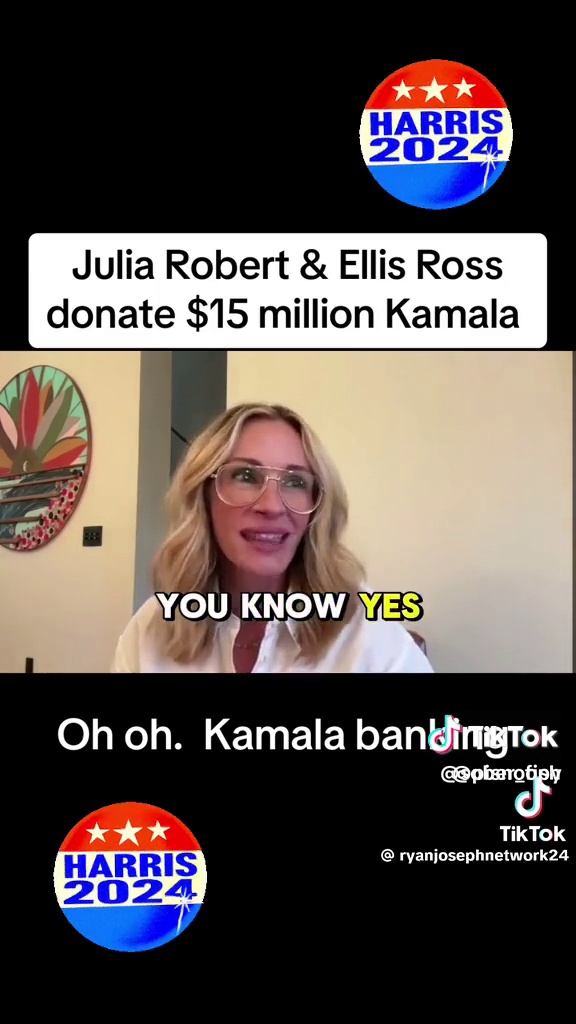 HARRIS
2024
Julia Robert & Ellis Ross
donate $15 million Kamala
YOU KNOW YES
Oh oh. Kamala banking
TikTok
TikTok
@ ryanjosephnetwork24
HARRIS
2024